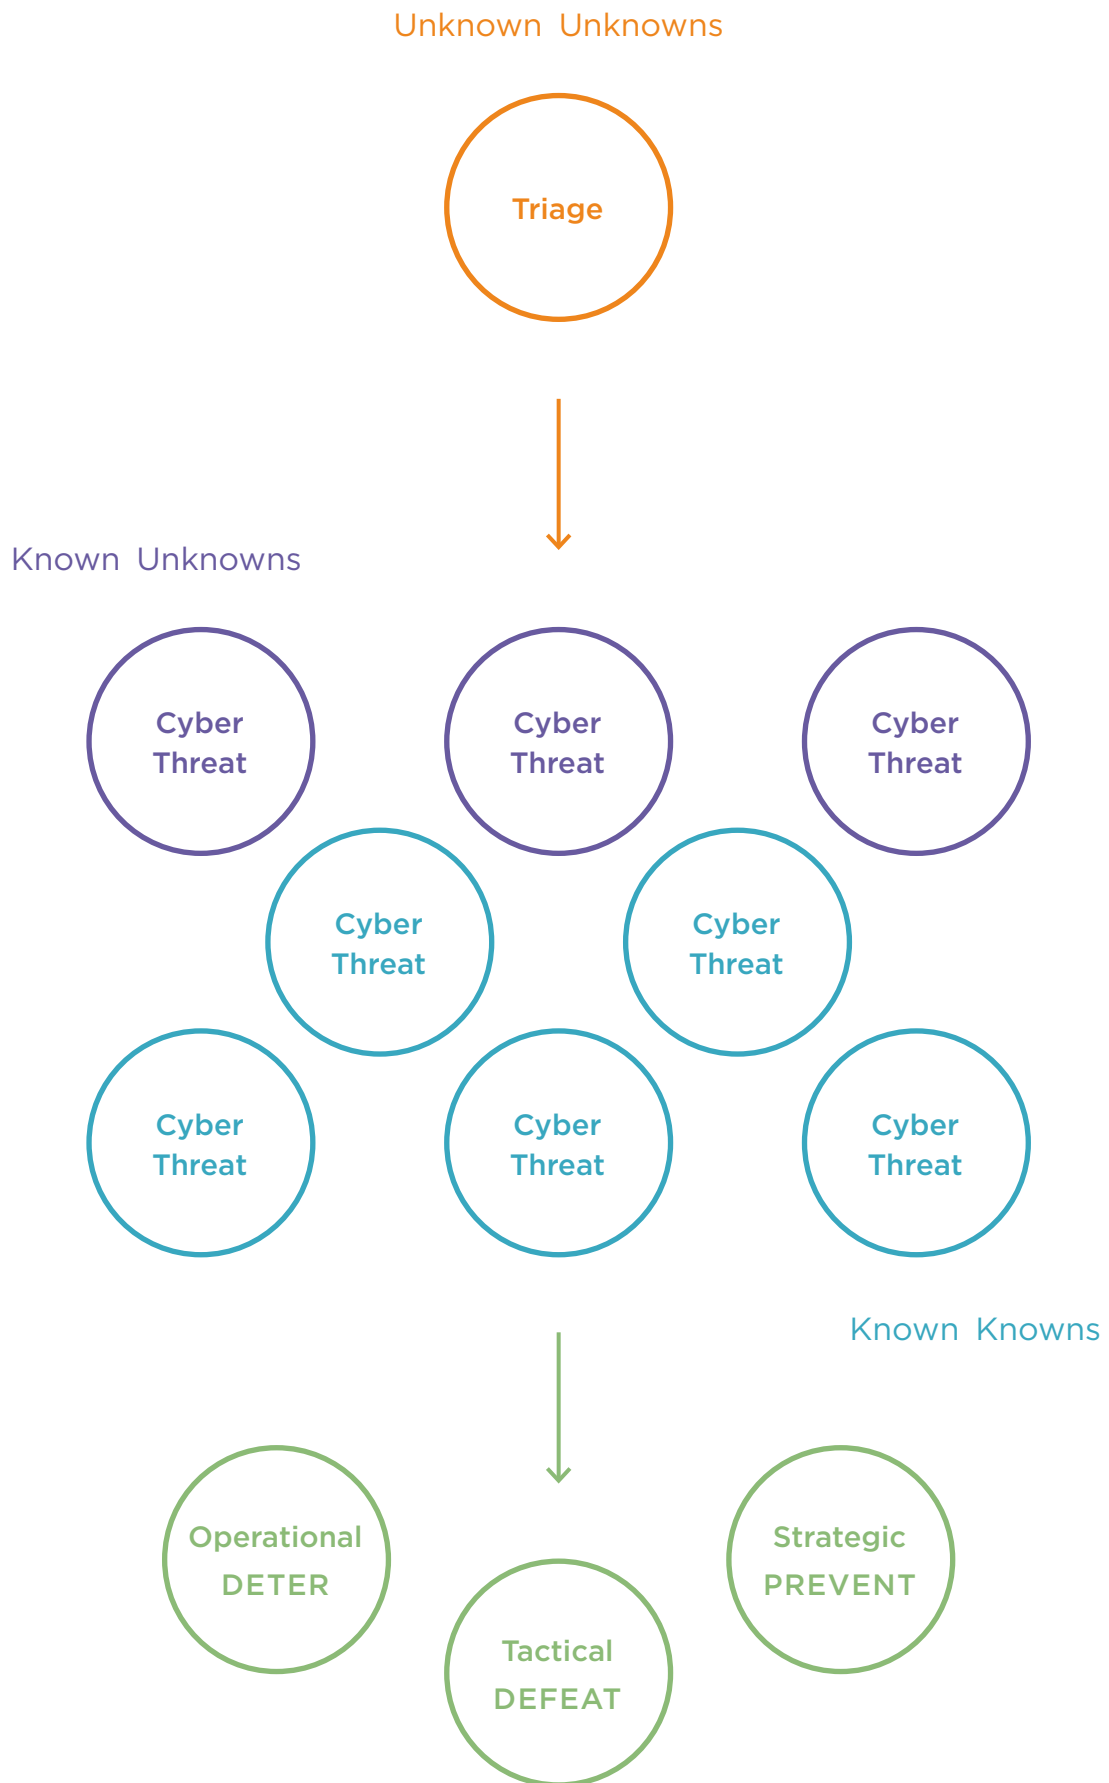 Unknown Unknowns
Triage
Known Unknowns
Cyber
Threat
Cyber
Threat
Cyber
Threat
Cyber
Threat
Cyber
Threat
Cyber
Threat
Cyber
Threat
Cyber
Threat
Known Knowns
Operational
DETER
Strategic
PREVENT
Tactical
DEFEAT